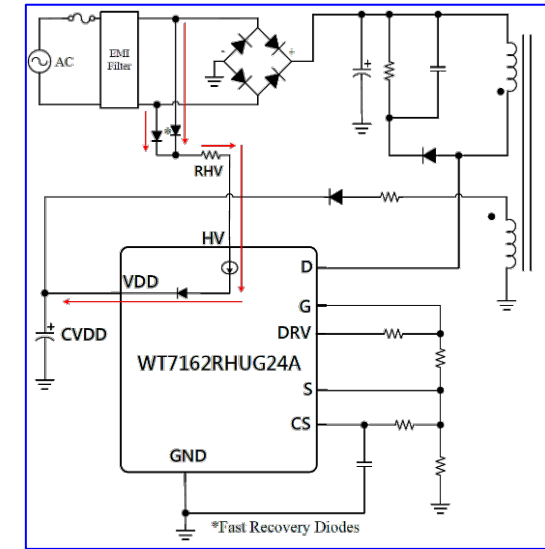 EMI
Filter
AC
*
- +
+
RHV
HV
VDD
D
G
+
CVDD
DRV
WT7162RHUG24A
S
CS
GND
*Fast Recovery Diodes